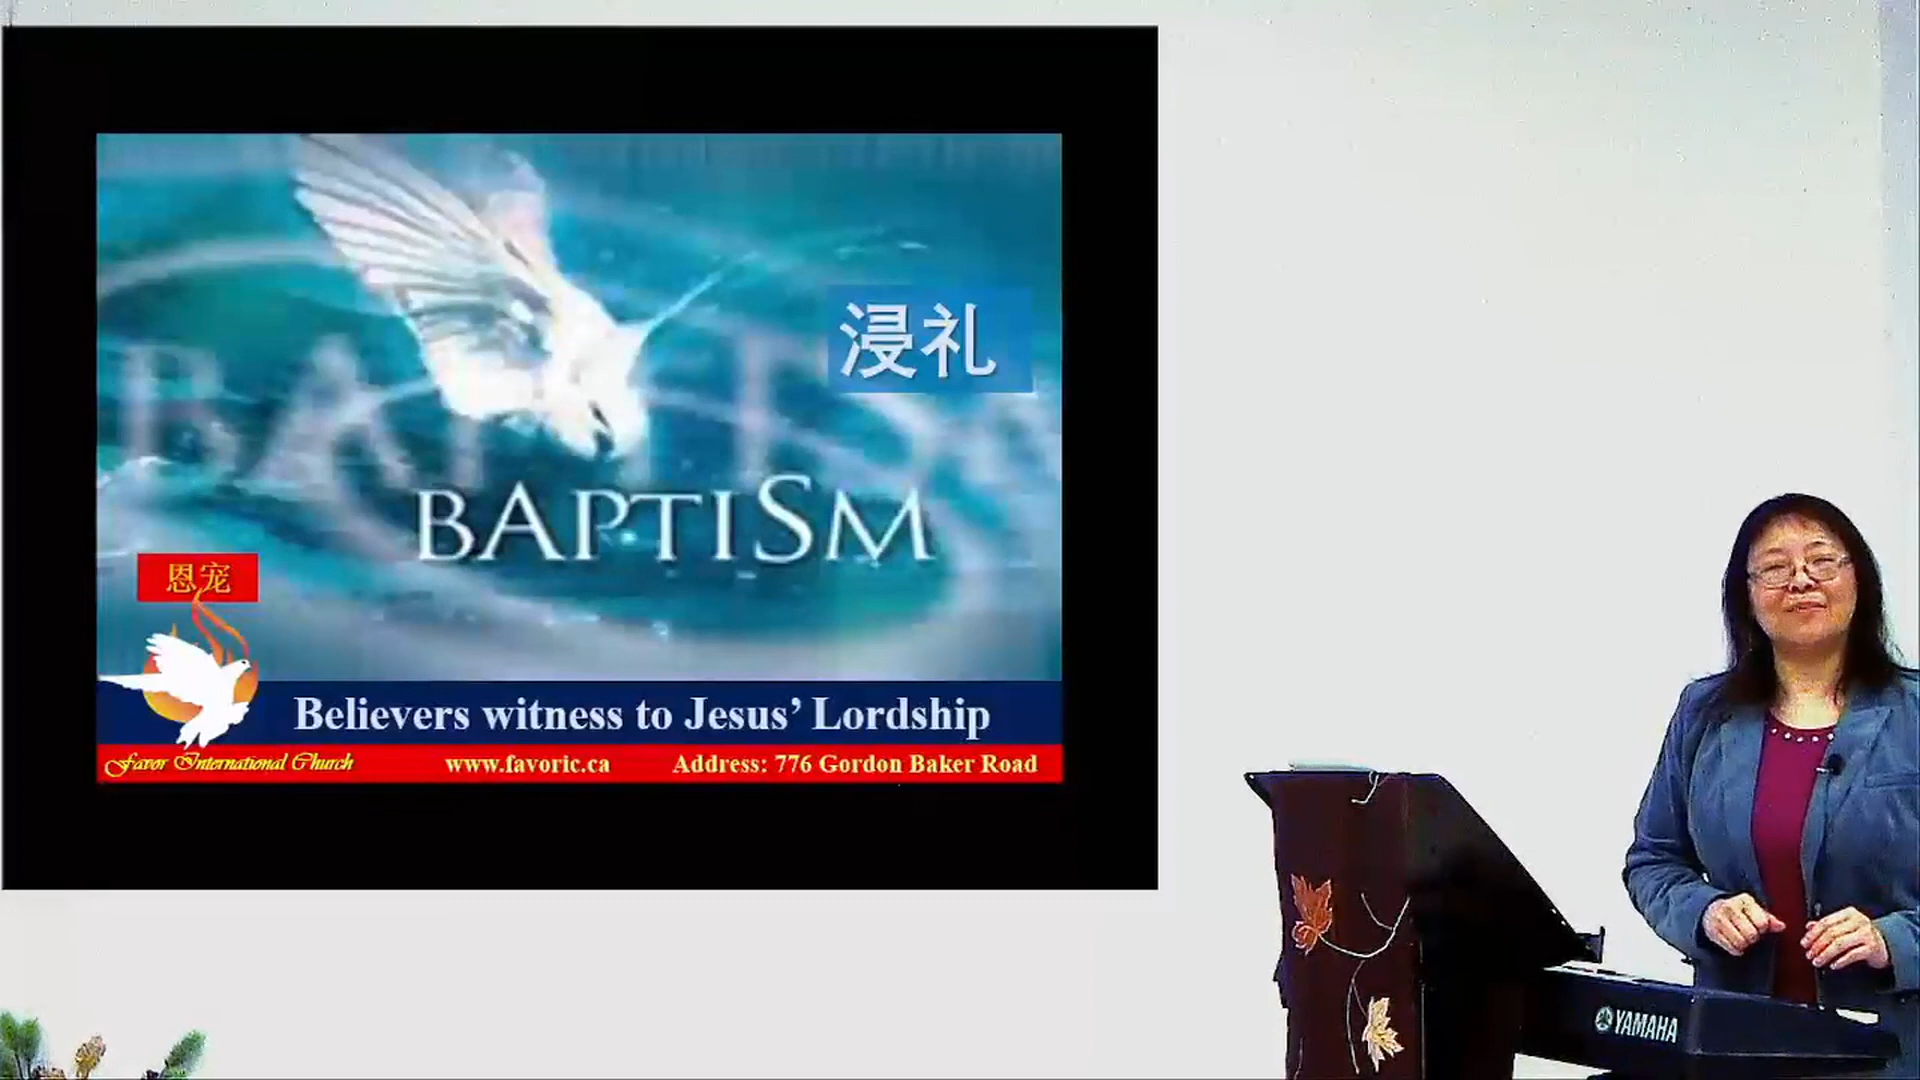 浸礼
BAPTISM
恩宠
Believers witness to Jesus' Lordship
Favor International Church
www.favoric.ca
Address: 776 Gordon Baker Road
YAMAHA